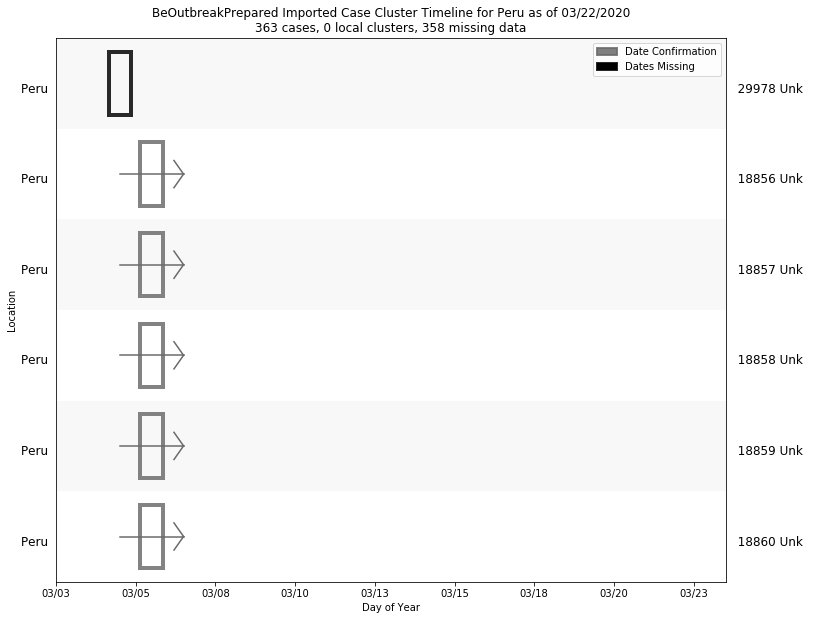 BeOutbreakPrepared Imported Case Cluster Timeline for Peru as of 03/22/2020
363 cases, 0 local clusters, 358 missing data
Date Confirmation
Dates Missing
Peru 29978 Unk
Peru 18856 Unk
Peru 18857 Unk
Location
Peru 18858 Unk
Peru 18859 Unk
Peru 18860 Unk
03/03 03/05 03/08 03/10 03/13 03/15 03/18 03/20 03/23
Day of Year